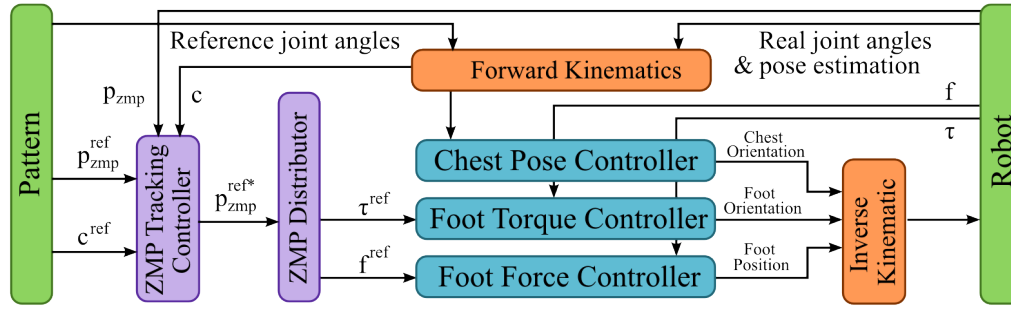 Pattern
Reference joint angles
Real joint angles
& pose estimation
Forward Kinematics
p_zmp
c
f
τ
p_zmp^ref
c^ref
ZMP Tracking
Controller
p_zmp^ref*
ZMP Distributor
τ^ref
f^ref
Chest Pose Controller
Foot Torque Controller
Foot Force Controller
Chest
Orientation
Foot
Orientation
Foot
Position
Inverse
Kinematic
Robot